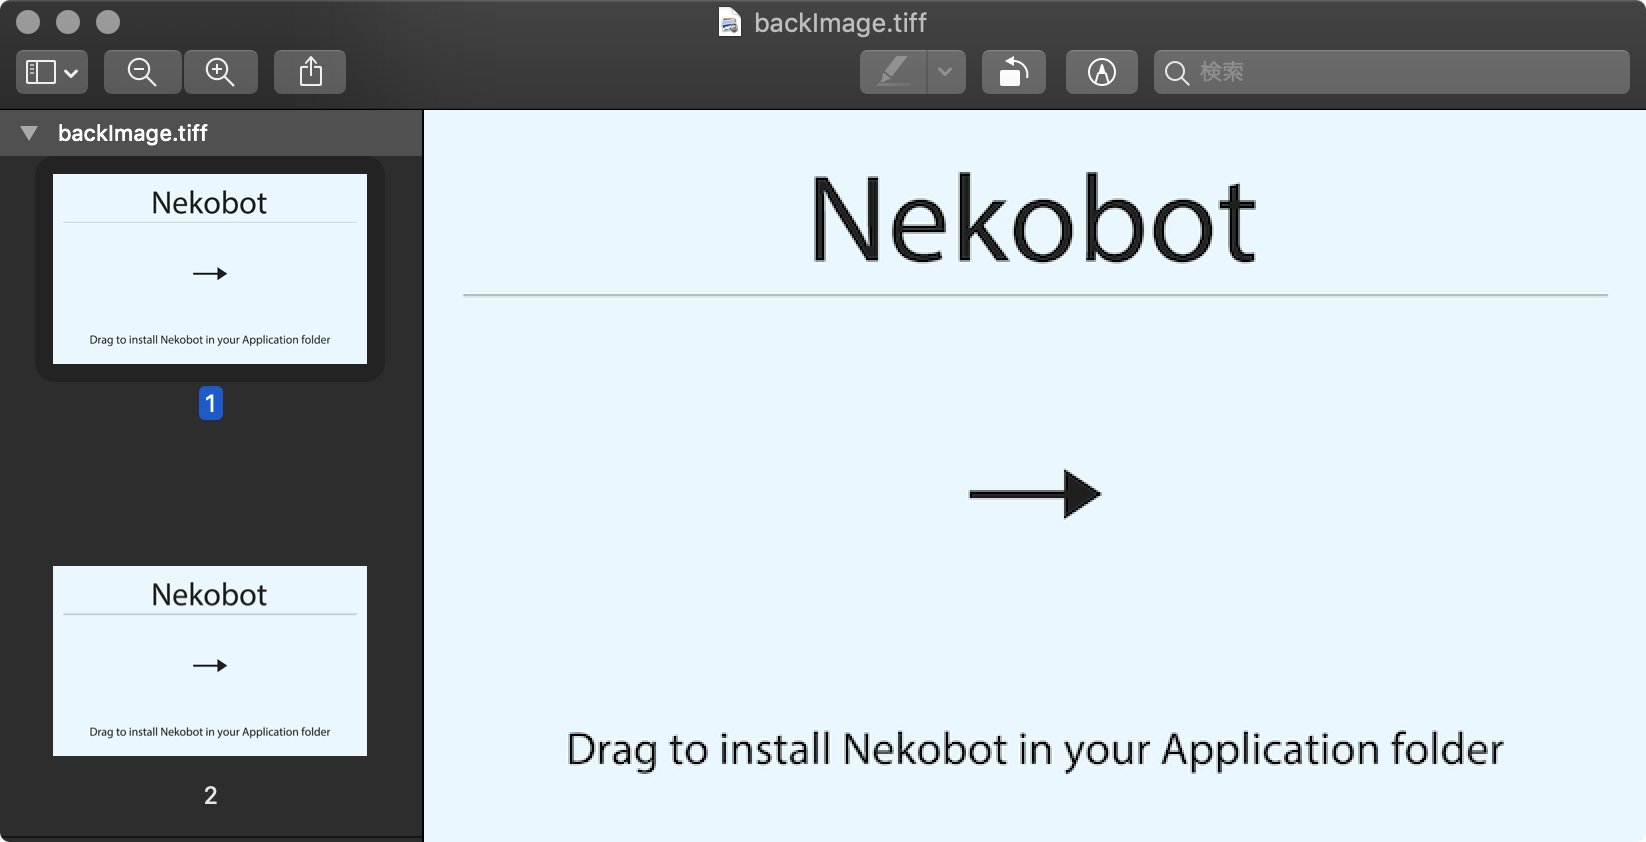 backImage.tiff
検索
backImage.tiff
Nekobot
Drag to install Nekobot in your Application folder
1
Nekobot
Drag to install Nekobot in your Application folder
2
Nekobot
Drag to install Nekobot in your Application folder